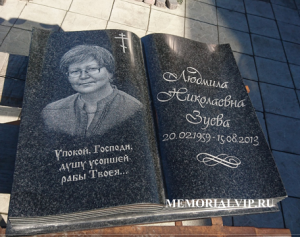 Упокой, Господи,
душу усопшей
рабы Твоея...
Людмила
Николаевна
Зуева
20.02.1959 - 15.08.2013
MEMORIALVIP.RU